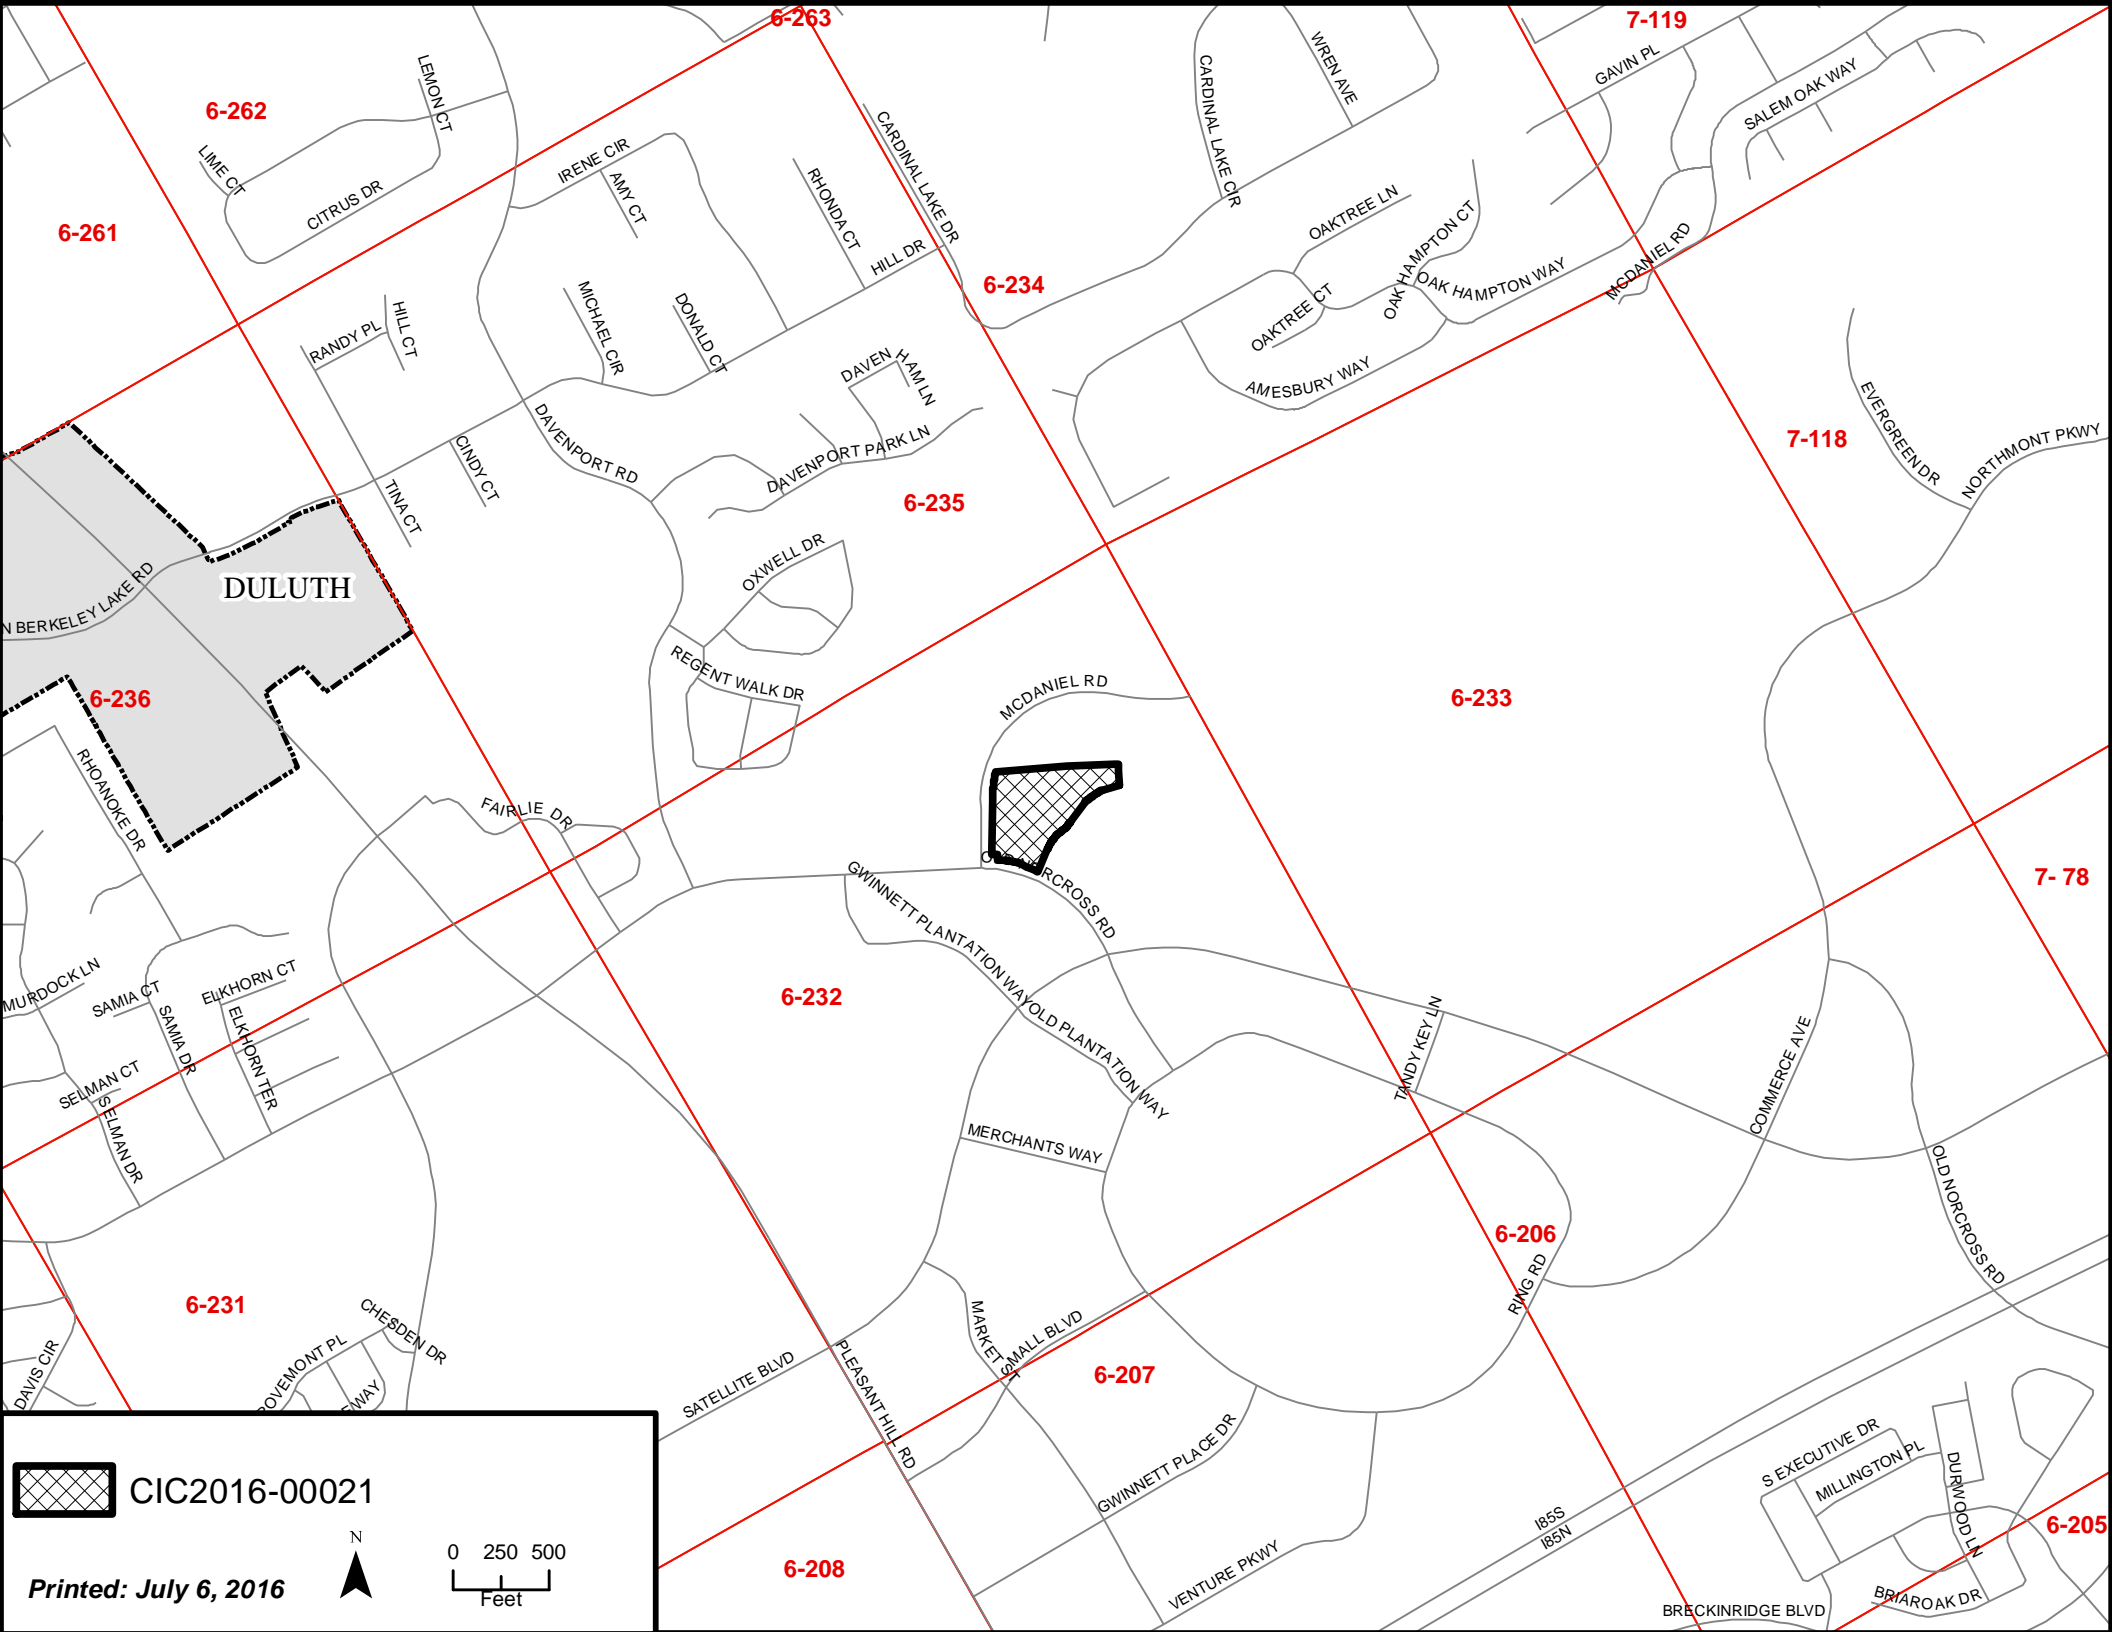 6-263
7-119
GAVIN PL
WREN AVE
LEMON CT
CARDINAL LAKE CIR
SALEM OAK WAY
6-262
CARDINAL LAKE DR
LIME CT
IRENE CIR
AMY CT
RHONDA CT
CITRUS DR
OAKTREE LN
OAK HAMPTON CT
6-261
HILL DR
MCDANIEL RD
6-234
OAK HAMPTON WAY
MICHAEL CIR
DONALD CT
OAKTREE CT
HILL CT
RANDY PL
DAVEN HAM LN
AMESBURY WAY
EVERGREEN DR
DAVENPORT RD
CINDY CT
DAVENPORT PARK LN
7-118
NORTHMONT PKWY
TINA CT
6-235
OXWELL DR
DULUTH
N BERKELEY LAKE RD
REGENT WALK DR
MCDANIEL RD
6-236
6-233
RHOANOKE DR
FAIRLIE DR
GWINNETT PLANTATION WAY
RCROSS RD
7- 78
MURDOCK LN
SAMIA CT
ELKHORN CT
6-232
OLD PLANTATION WAY
TANDY KEY LN
SAMIA DR
ELKHORN TER
COMMERCE AVE
SELMAN CT
SELMAN DR
MERCHANTS WAY
OLD NORCROSS RD
6-206
RING RD
6-231
CHESDEN DR
MARKET ST
MALL BLVD
DAVIS CIR
OVEMONT PL
WAY
SATELLITE BLVD
PLEASANT HILL RD
6-207
GWINNETT PLACE DR
S EXECUTIVE DR
MILLINGTON PL
DURWOOD LN
CIC2016-00021
I85S
I85N
6-205
N
0 250 500
Feet
Printed: July 6, 2016
6-208
VENTURE PKWY
BRIAROAK DR
BRECKINRIDGE BLVD